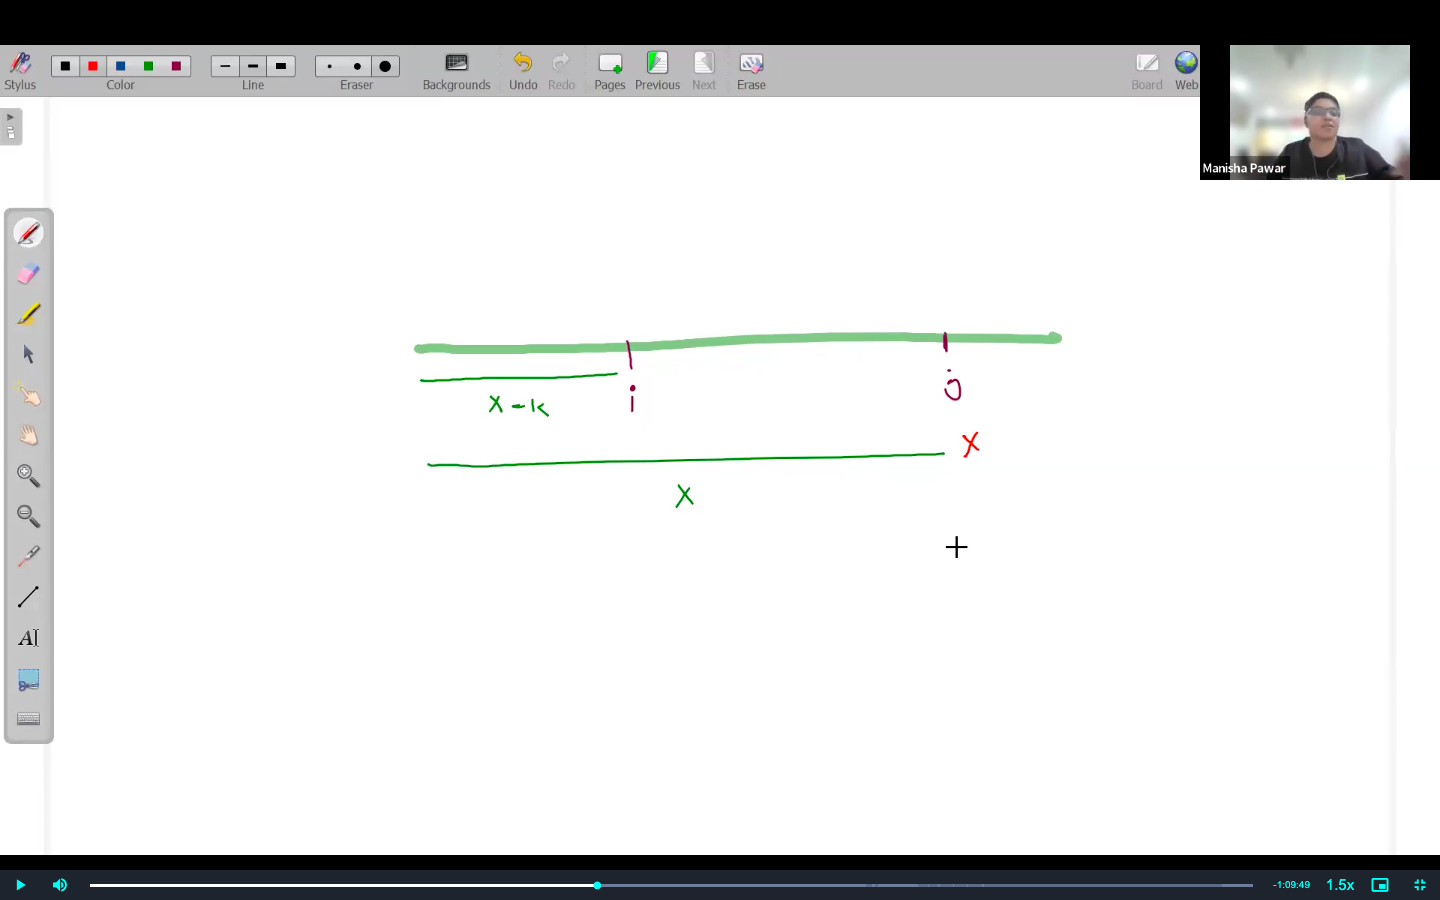 Stylus Color Line Eraser Backgrounds Undo Redo Pages Previous Next Erase Board Web
Manisha Pawar
i
j
x - k
x
x
AI
-1:09:49 1.5x